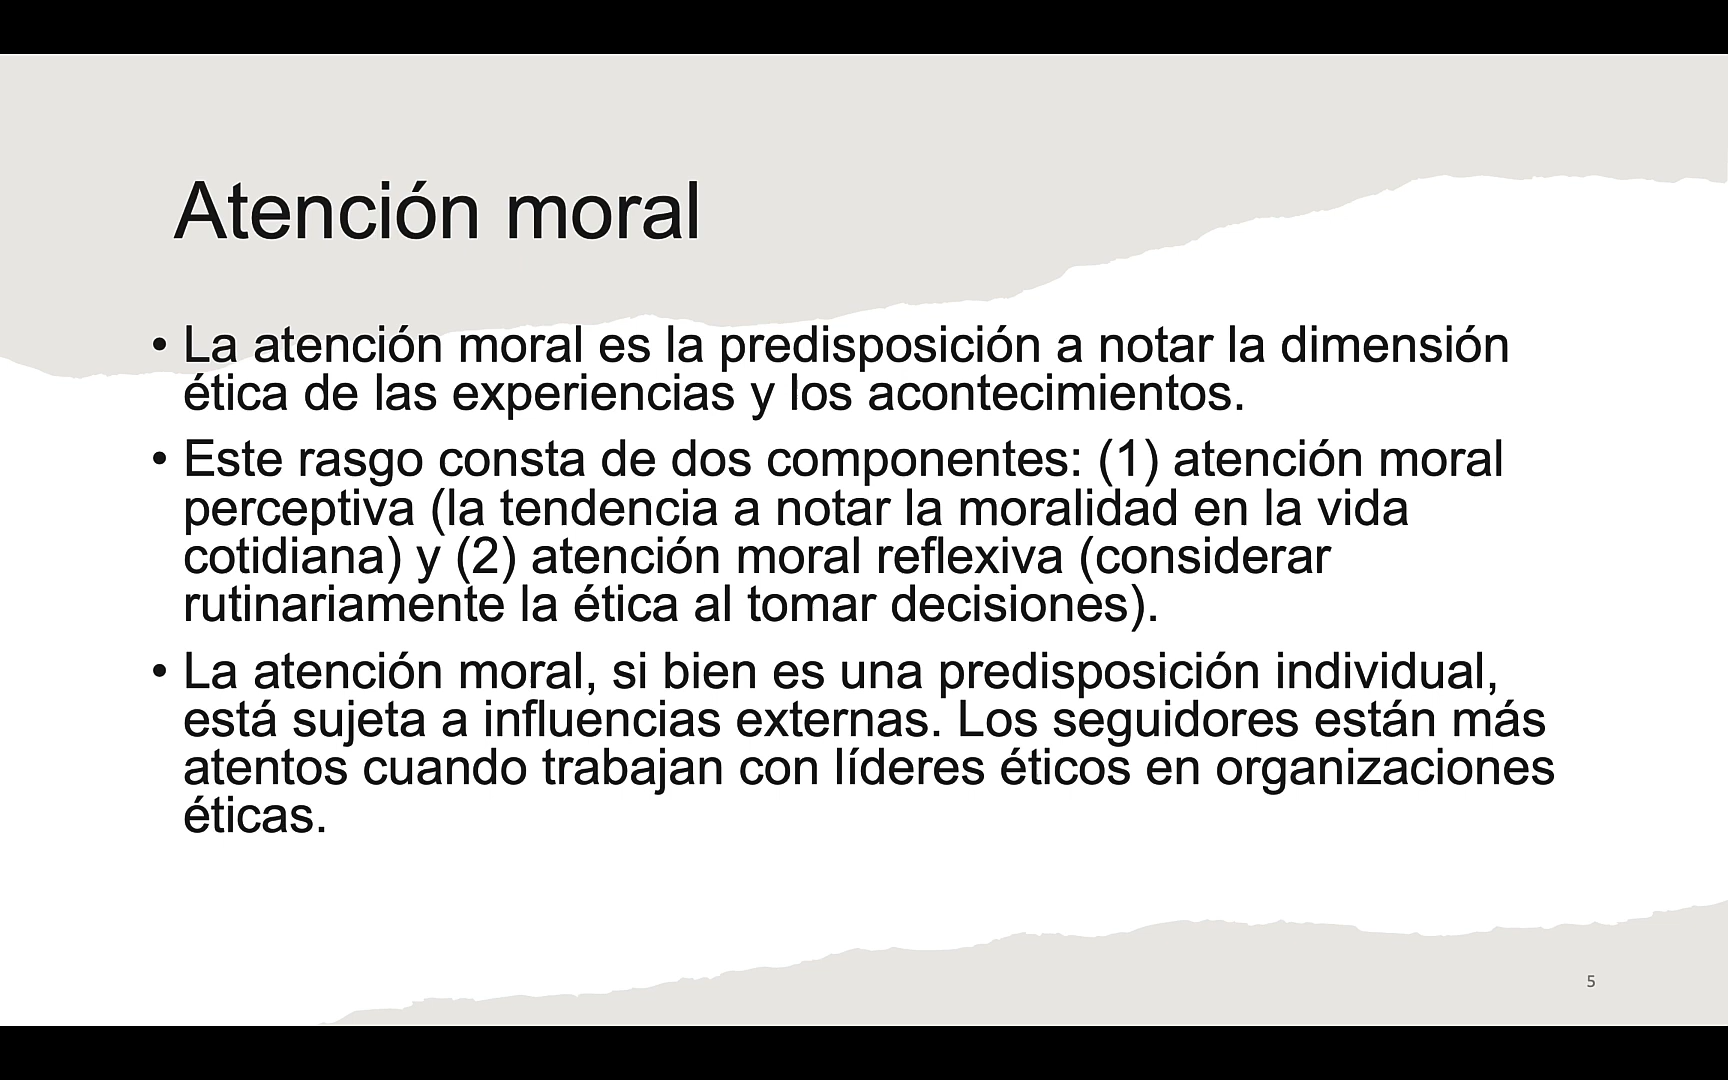 Atención moral
• La atención moral es la predisposición a notar la dimensión
ética de las experiencias y los acontecimientos.
• Este rasgo consta de dos componentes: (1) atención moral
perceptiva (la tendencia a notar la moralidad en la vida
cotidiana) y (2) atención moral reflexiva (considerar
rutinariamente la ética al tomar decisiones).
• La atención moral, si bien es una predisposición individual,
está sujeta a influencias externas. Los seguidores están más
atentos cuando trabajan con líderes éticos en organizaciones
éticas.
5